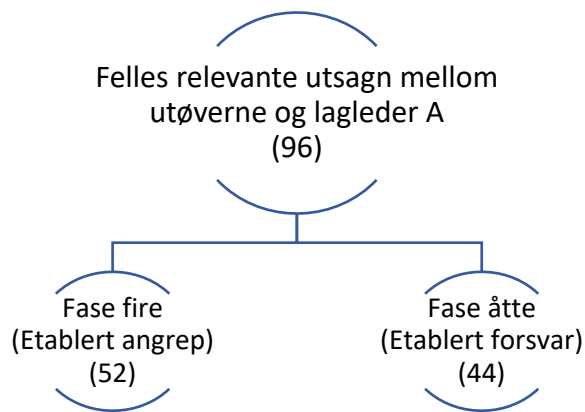 Felles relevante utsagn mellom
utøverne og lagleder A
(96)
Fase fire
(Etablert angrep)
(52)
Fase åtte
(Etablert forsvar)
(44)